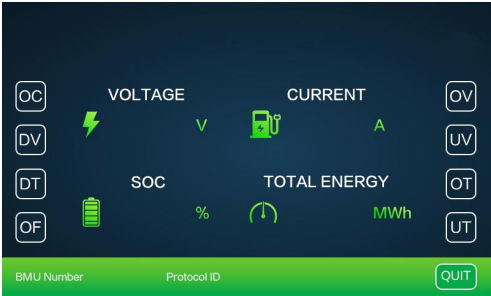 OC
VOLTAGE
CURRENT
OV
DV
V
A
UV
DT
SOC
TOTAL ENERGY
OT
OF
%
MWh
UT
BMU Number
Protocol ID
QUIT